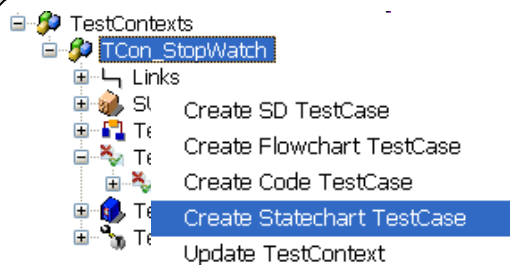 TestContexts
TCon_StopWatch
Links
Create SD TestCase
Create Flowchart TestCase
Create Code TestCase
Create Statechart TestCase
Update TestContext